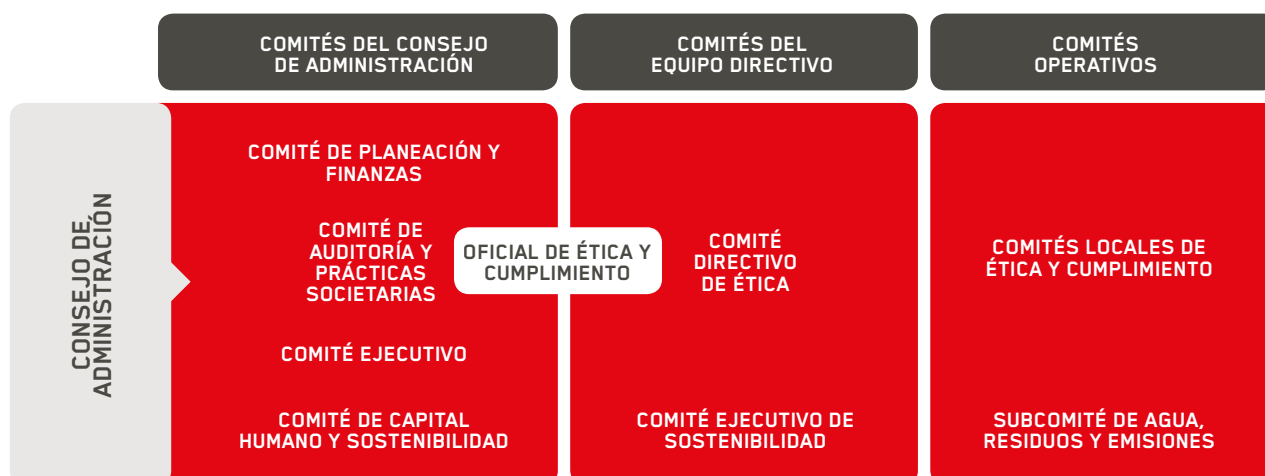 COMITÉS DEL CONSEJO
DE ADMINISTRACIÓN
COMITÉS DEL
EQUIPO DIRECTIVO
COMITÉS
OPERATIVOS
CONSEJO DE
ADMINISTRACIÓN
COMITÉ DE PLANEACIÓN Y
FINANZAS
COMITÉ DE
AUDITORÍA Y
PRÁCTICAS
SOCIETARIAS
OFICIAL DE ÉTICA Y
CUMPLIMIENTO
COMITÉ
DIRECTIVO
DE ÉTICA
COMITÉS LOCALES DE
ÉTICA Y CUMPLIMIENTO
COMITÉ EJECUTIVO
COMITÉ DE CAPITAL
HUMANO Y SOSTENIBILIDAD
COMITÉ EJECUTIVO DE
SOSTENIBILIDAD
SUBCOMITÉ DE AGUA,
RESIDUOS Y EMISIONES